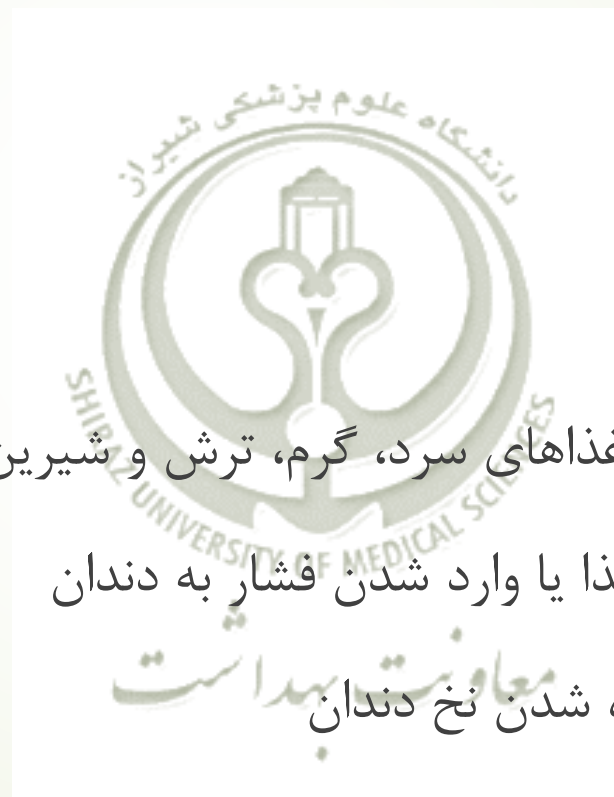 دانشگاه علوم پزشکی شیراز
غذاهای سرد، گرم، ترش و شیرین
SHIRAZ UNIVERSITY OF MEDICAL SCIENCES
یا وارد شدن فشار به دندان
معاونت بهداشت
شدن نخ دندان